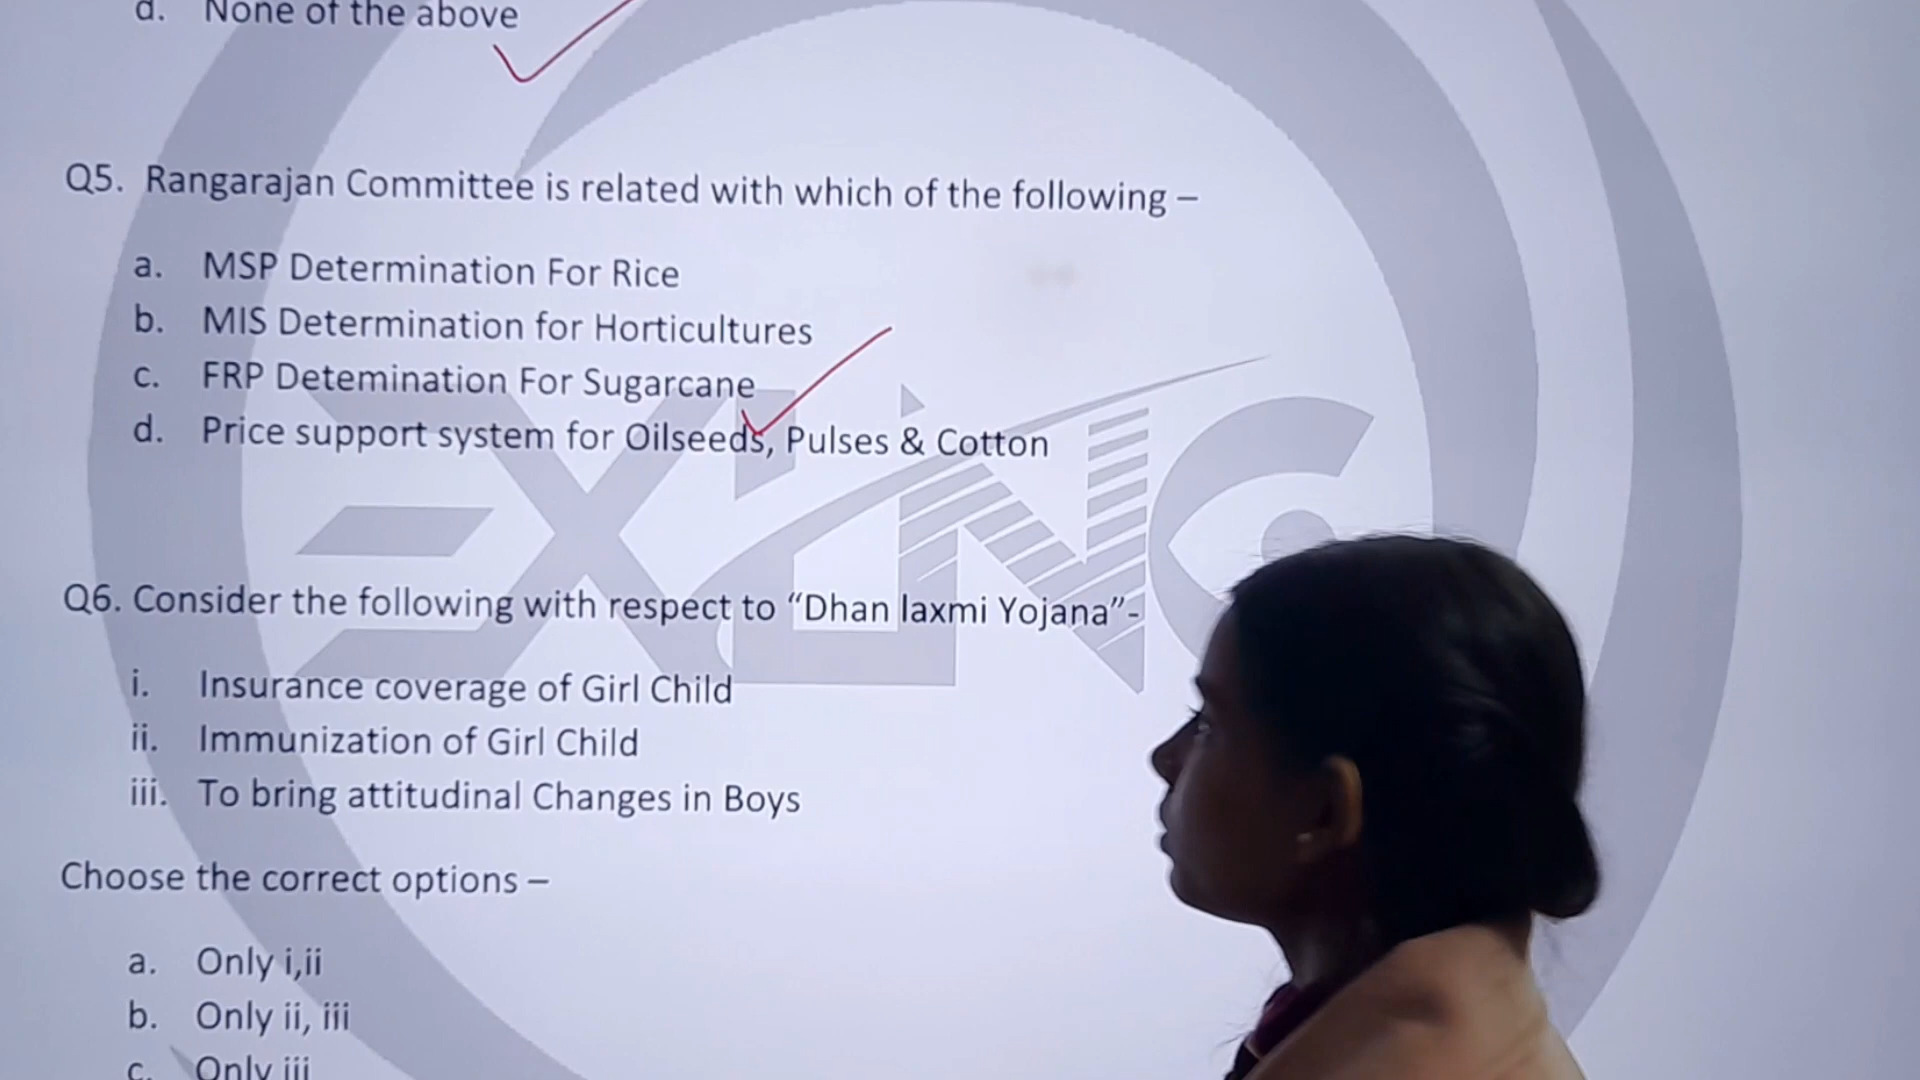 d. None of the above
Q5. Rangarajan Committee is related with which of the following –
a. MSP Determination For Rice
b. MIS Determination for Horticultures
c. FRP Detemination For Sugarcane
d. Price support system for Oilseeds, Pulses & Cotton
Q6. Consider the following with respect to “Dhan laxmi Yojana”-
i. Insurance coverage of Girl Child
ii. Immunization of Girl Child
iii. To bring attitudinal Changes in Boys
Choose the correct options –
a. Only i,ii
b. Only ii, iii
c. Only iii